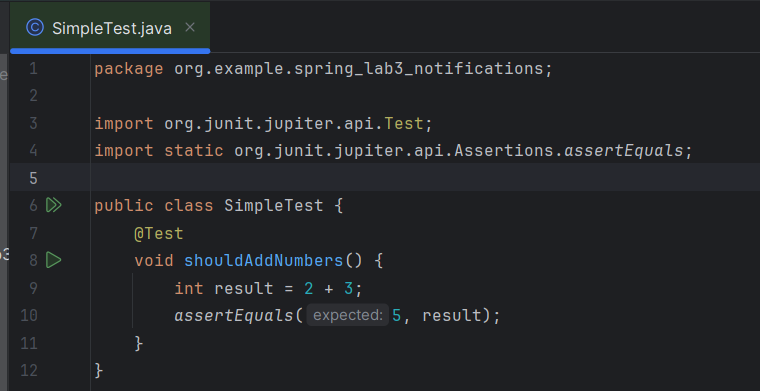 SimpleTest.java
1 package org.example.spring_lab3_notifications;
2
3 import org.junit.jupiter.api.Test;
4 import static org.junit.jupiter.api.Assertions.assertEquals;
5
6 public class SimpleTest {
7 @Test
8 void shouldAddNumbers() {
9 int result = 2 + 3;
10 assertEquals( expected: 5, result);
11 }
12 }